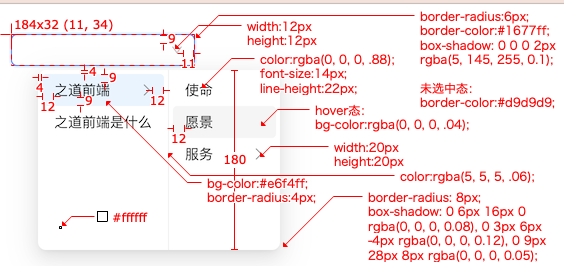 184x32 (11, 34)
9
11
width:12px
height:12px
border-radius:6px;
border-color:#1677ff;
box-shadow: 0 0 0 2px
rgba(5, 145, 255, 0.1);
未选中态:
border-color:#d9d9d9;
color:rgba(0, 0, 0, .88);
font-size:14px;
line-height:22px;
4
9
4
之道前端
9
12
使命
之道前端是什么
12
愿景
hover态:
bg-color:rgba(0, 0, 0, .04);
服务
180
width:20px
height:20px
color:rgba(5, 5, 5, .06);
bg-color:#e6f4ff;
border-radius:4px;
#ffffff
border-radius: 8px;
box-shadow: 0 6px 16px 0
rgba(0, 0, 0, 0.08), 0 3px 6px
-4px rgba(0, 0, 0, 0.12), 0 9px
28px 8px rgba(0, 0, 0, 0.05);